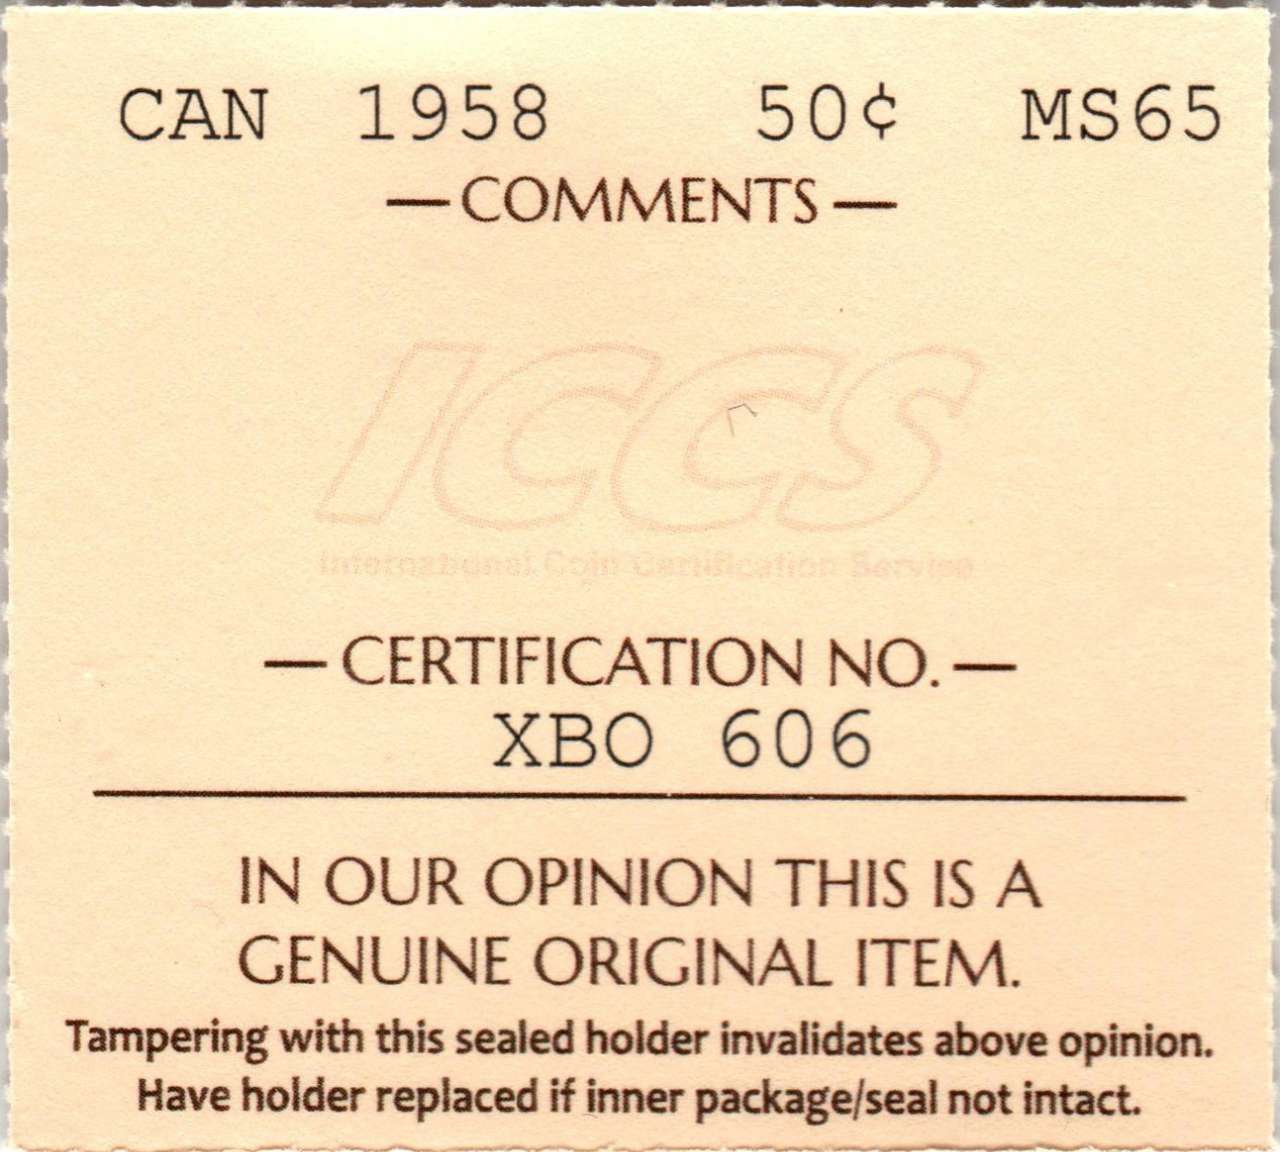 CAN 1958 50¢ MS65
— COMMENTS —
ICCS
International Coin Certification Service
— CERTIFICATION NO. —
XBO 606
IN OUR OPINION THIS IS A
GENUINE ORIGINAL ITEM.
Tampering with this sealed holder invalidates above opinion.
Have holder replaced if inner package/seal not intact.